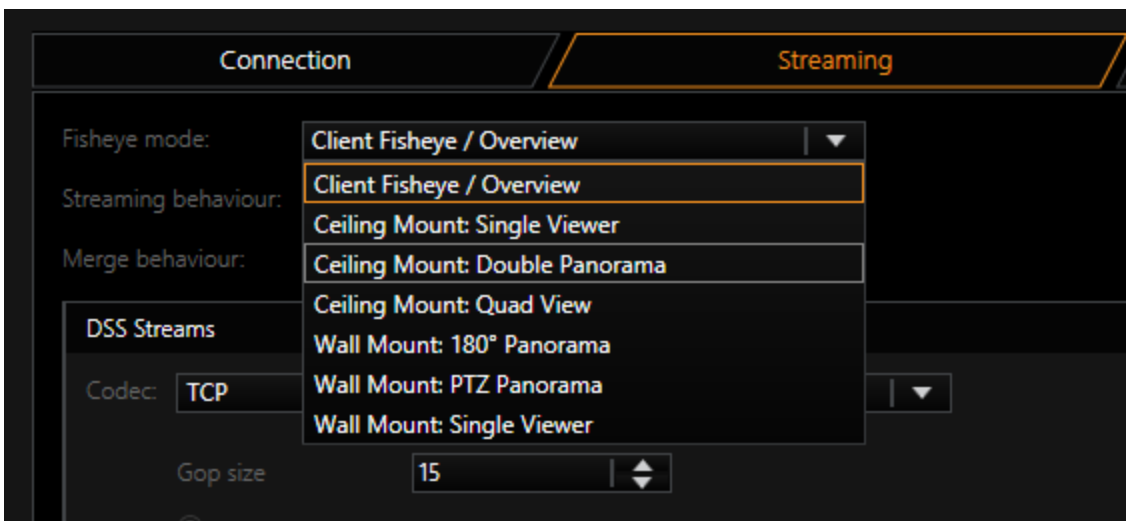 Connection Streaming
Fisheye mode: Client Fisheye / Overview
Client Fisheye / Overview
Streaming behaviour:
Ceiling Mount: Single Viewer
Merge behaviour:
Ceiling Mount: Double Panorama
Ceiling Mount: Quad View
DSS Streams
Wall Mount: 180° Panorama
Codec: TCP
Wall Mount: PTZ Panorama
Wall Mount: Single Viewer
Gop size 15